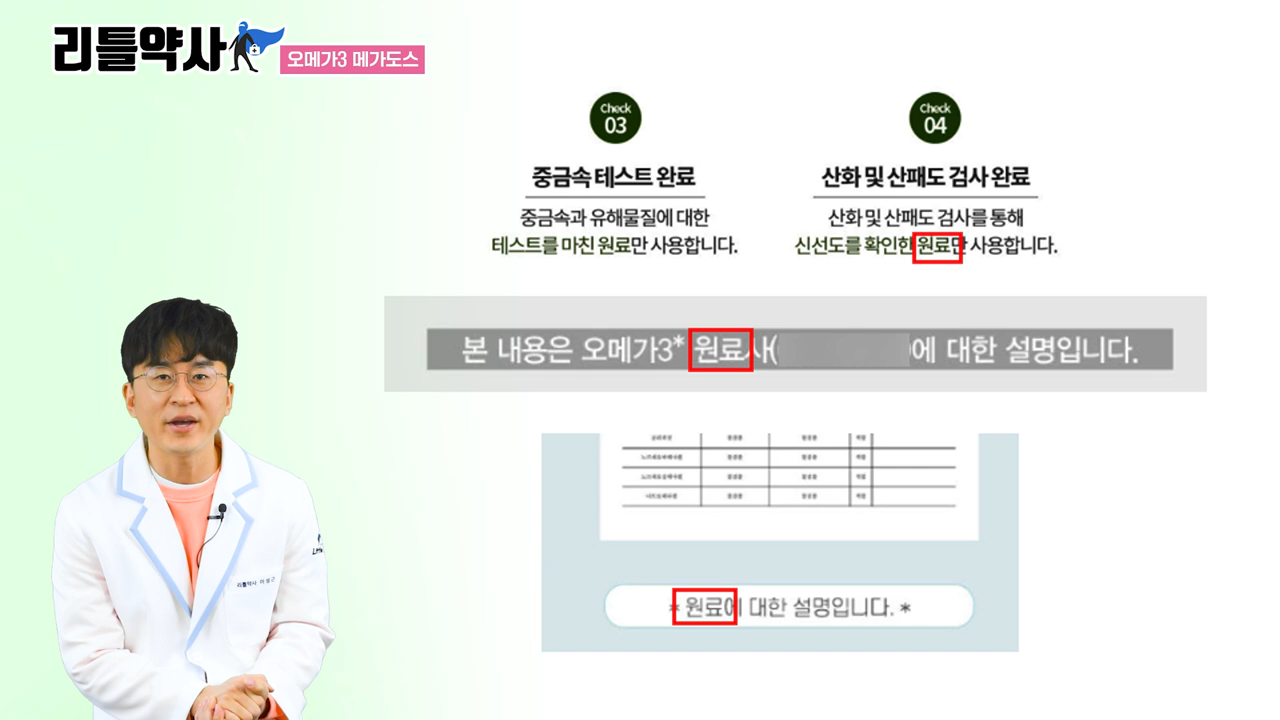 리틀약사
오메가3 메가도스
Check
03
중금속 테스트 완료
중금속과 유해물질에 대한
테스트를 마친 원료만 사용합니다.
Check
04
산화 및 산패도 검사 완료
산화 및 산패도 검사를 통해
신선도를 확인한 원료만 사용합니다.
본 내용은 오메가3* 원료사( )에 대한 설명입니다.
* 원료에 대한 설명입니다. *
리틀약사